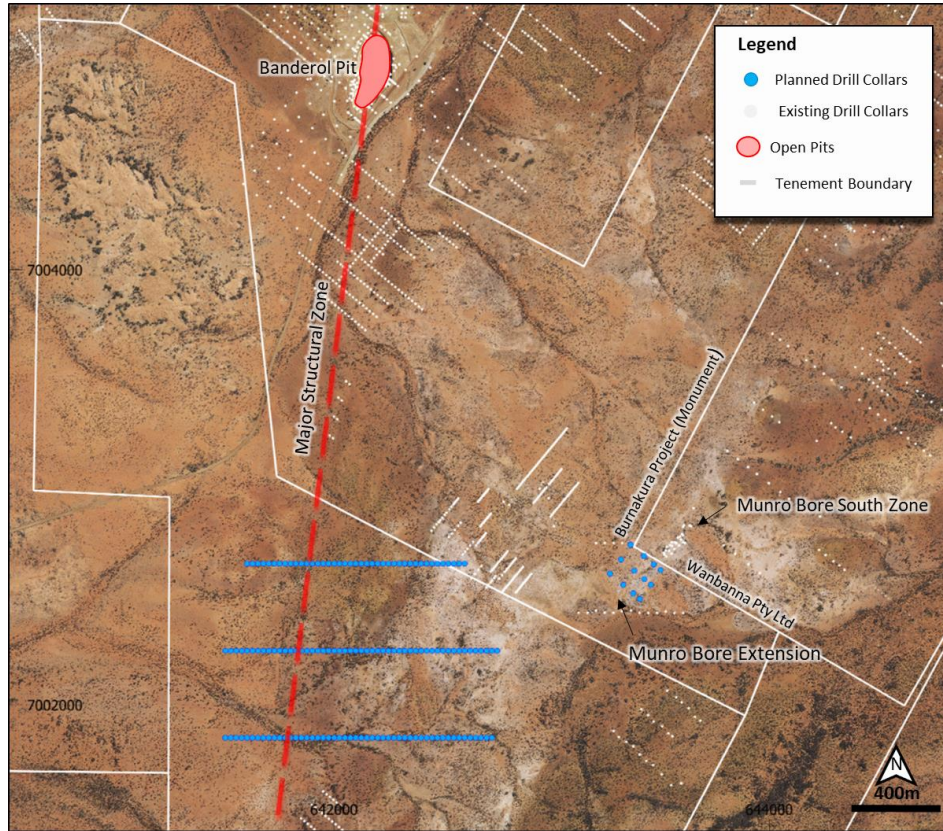 Legend
Planned Drill Collars
Existing Drill Collars
Open Pits
Tenement Boundary
Banderol Pit
7004000
Major Structural Zone
Burnakura Project (Monument)
Munro Bore South Zone
Wanbanna Pty Ltd
Munro Bore Extension
7002000
642000
644000
N
400m